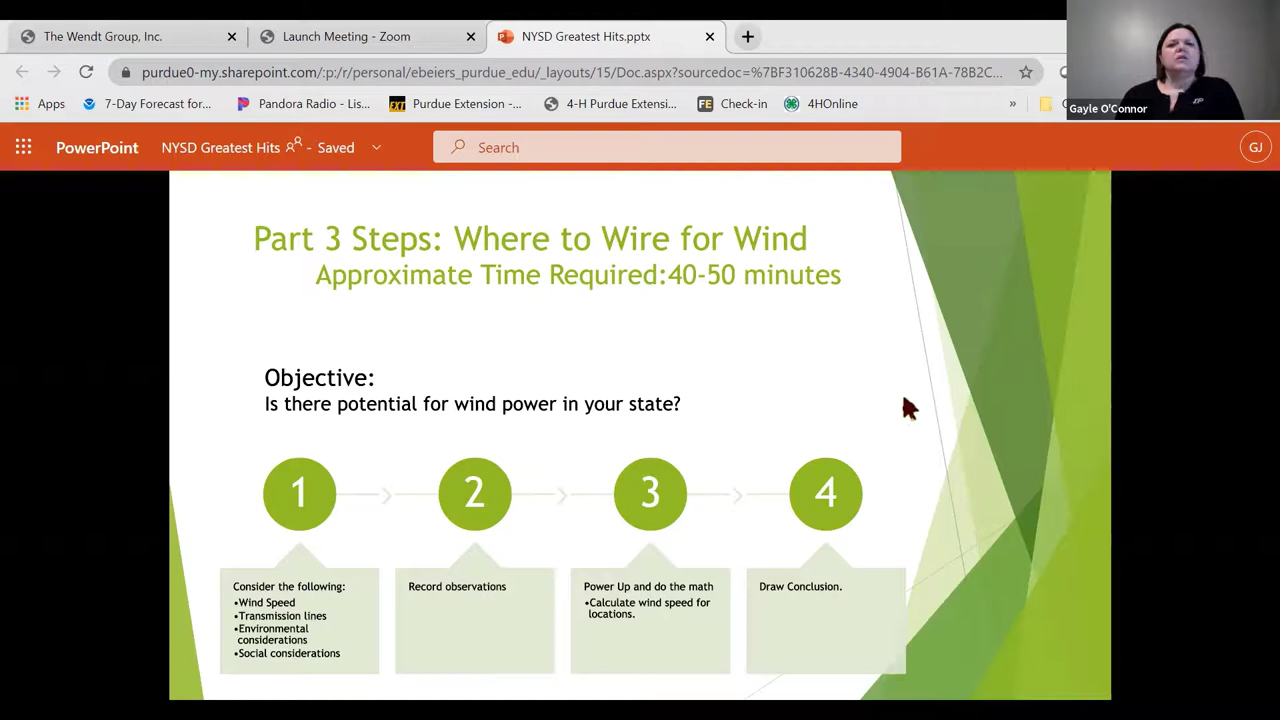 The Wendt Group, Inc.
Launch Meeting - Zoom
NYSD Greatest Hits.pptx
purdue0-my.sharepoint.com/:p:/r/personal/ebeiers_purdue_edu/_layouts/15/Doc.aspx?sourcedoc=%7BF310628B-4340-4904-B61A-78B2C...
Apps
7-Day Forecast for...
Pandora Radio - Lis...
EXT
Purdue Extension -...
4-H Purdue Extensi...
FE
Check-in
4HOnline
»
Gayle O'Connor
PowerPoint
NYSD Greatest Hits - Saved
Search
GJ
Part 3 Steps: Where to Wire for Wind
Approximate Time Required:40-50 minutes
Objective:
Is there potential for wind power in your state?
1
2
3
4
Consider the following:
•Wind Speed
•Transmission lines
•Environmental
considerations
•Social considerations
Record observations
Power Up and do the math
•Calculate wind speed for
locations.
Draw Conclusion.